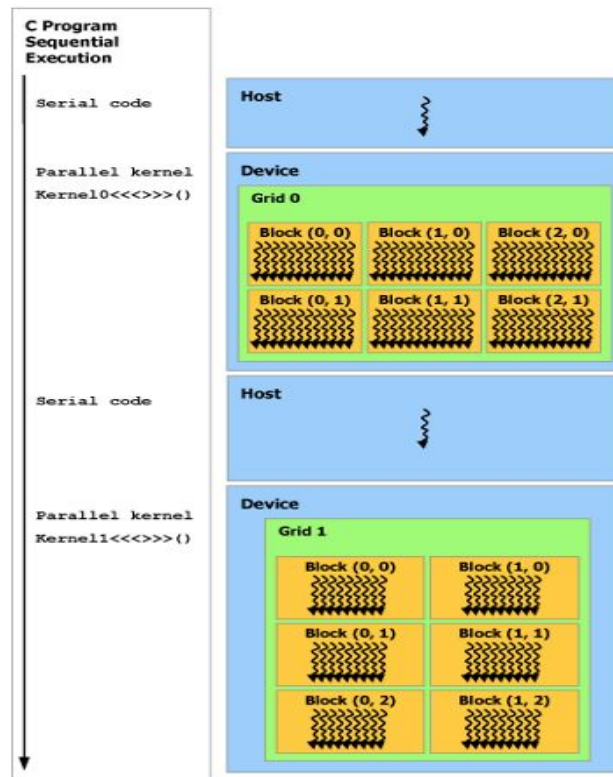 C Program
Sequential
Execution
Serial code
Host
Parallel kernel
Kernel0<<<>>>()
Device
Grid 0
Block (0, 0) Block (1, 0) Block (2, 0)
Block (0, 1) Block (1, 1) Block (2, 1)
Serial code
Host
Parallel kernel
Kernel1<<<>>>()
Device
Grid 1
Block (0, 0) Block (1, 0)
Block (0, 1) Block (1, 1)
Block (0, 2) Block (1, 2)